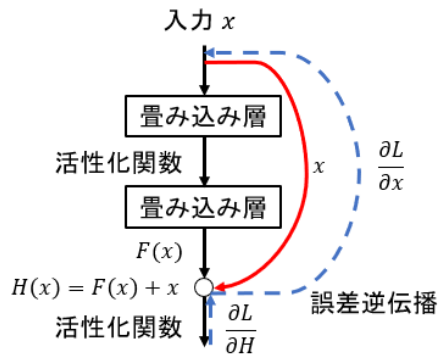 入力 x
畳み込み層
活性化関数
x
∂L/∂x
畳み込み層
F(x)
H(x) = F(x) + x
誤差逆伝播
活性化関数
∂L/∂H